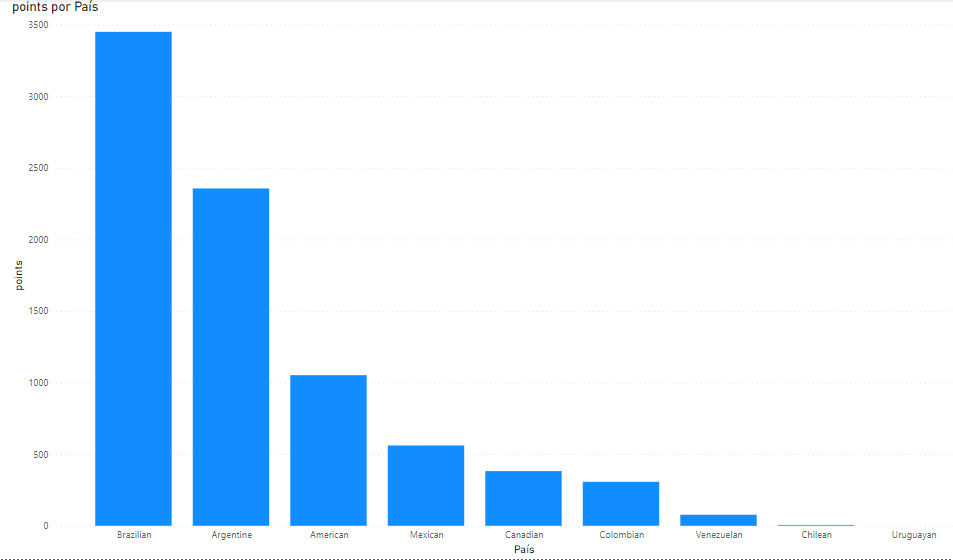 points por País
3500
3000
2500
2000
1500
1000
500
0
points
Brazilian Argentine American Mexican Canadian Colombian Venezuelan Chilean Uruguayan
País